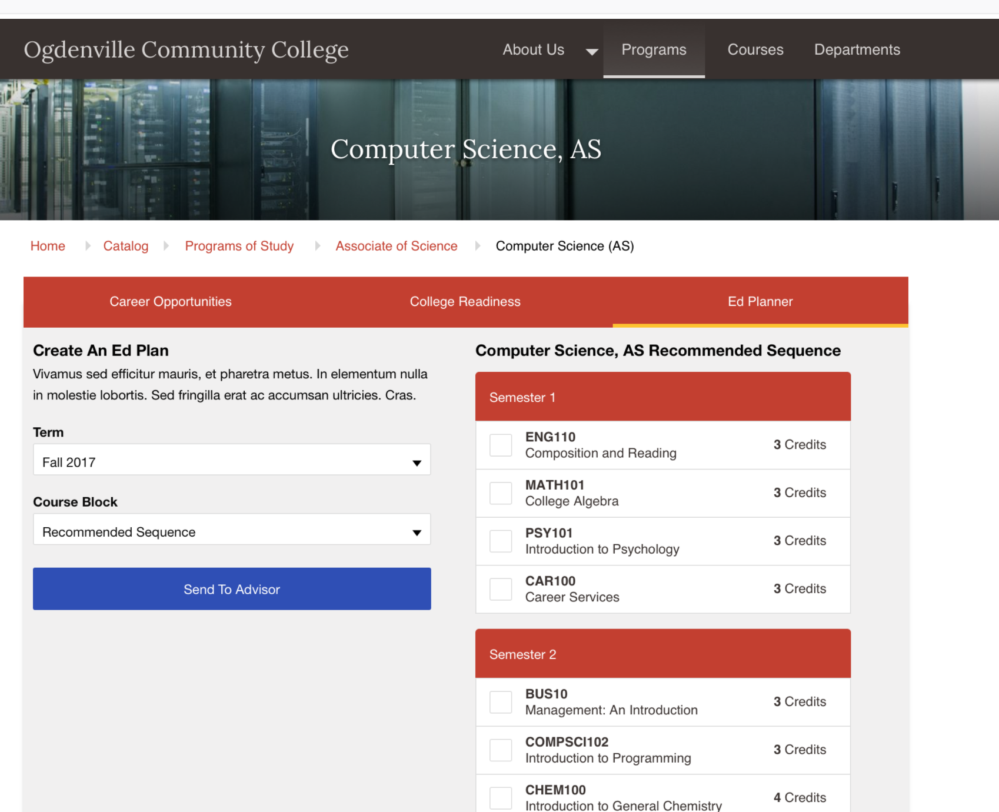 Ogdenville Community College
About Us
Programs
Courses
Departments
Computer Science, AS
Home
Catalog
Programs of Study
Associate of Science
Computer Science (AS)
Career Opportunities
College Readiness
Ed Planner
Create An Ed Plan
Vivamus sed efficitur mauris, et pharetra metus. In elementum nulla
in molestie lobortis. Sed fringilla erat ac accumsan ultricies. Cras.
Term
Fall 2017
Course Block
Recommended Sequence
Send To Advisor
Computer Science, AS Recommended Sequence
Semester 1
ENG110
Composition and Reading
3 Credits
MATH101
College Algebra
3 Credits
PSY101
Introduction to Psychology
3 Credits
CAR100
Career Services
3 Credits
Semester 2
BUS10
Management: An Introduction
3 Credits
COMPSCI102
Introduction to Programming
3 Credits
CHEM100
Introduction to General Chemistry
4 Credits